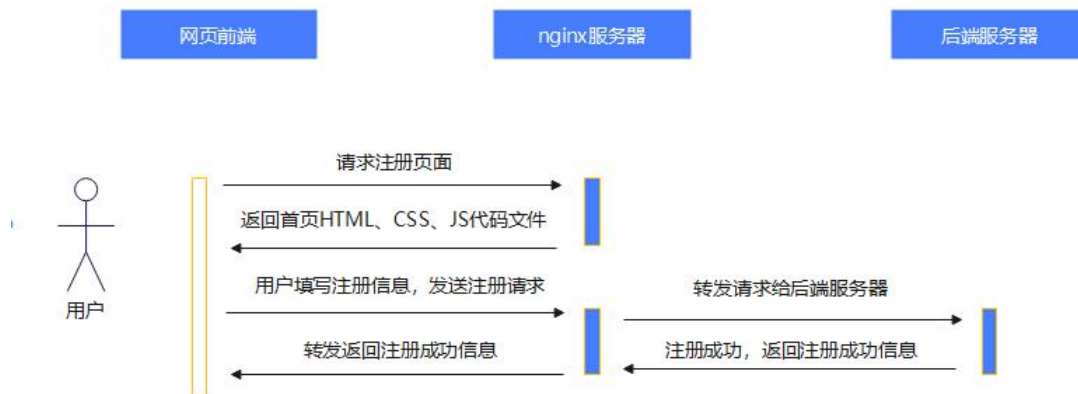 网页前端
nginx服务器
后端服务器
请求注册页面
返回首页HTML、CSS、JS代码文件
用户填写注册信息，发送注册请求
转发请求给后端服务器
用户
转发返回注册成功信息
注册成功，返回注册成功信息